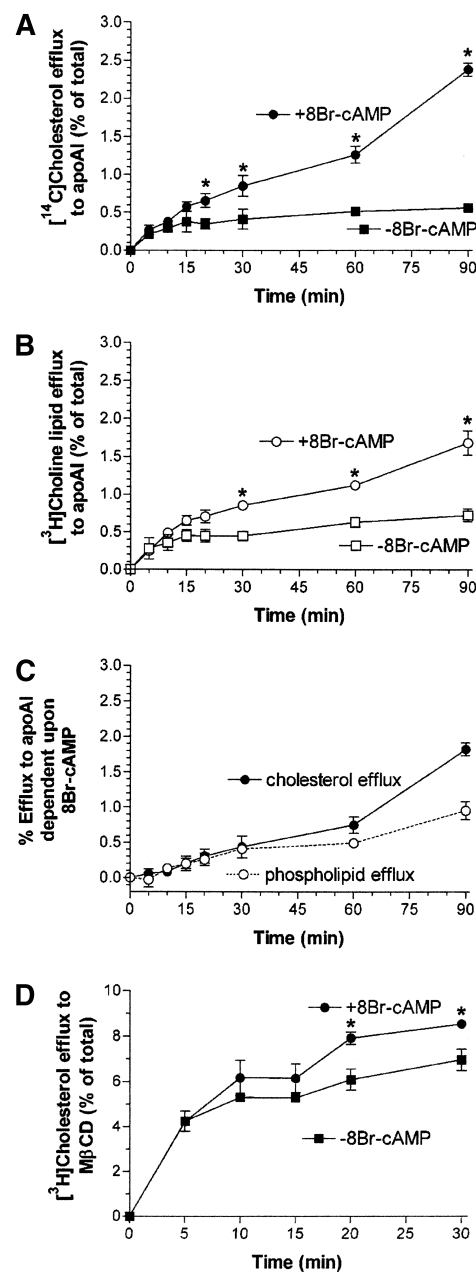 A
[¹⁴C]Cholesterol efflux
to apoAI (% of total)
3.0
2.5
2.0
1.5
1.0
0.5
0.0
+8Br-cAMP
-8Br-cAMP
* * * *
0 15 30 45 60 75 90
Time (min)
B
[³H]Choline lipid efflux
to apoAI (% of total)
3.0
2.5
2.0
1.5
1.0
0.5
0.0
+8Br-cAMP
-8Br-cAMP
* * *
0 15 30 45 60 75 90
Time (min)
C
% Efflux to apoAI
dependent upon
8Br-cAMP
3.0
2.5
2.0
1.5
1.0
0.5
0.0
cholesterol efflux
phospholipid efflux
0 15 30 45 60 75 90
Time (min)
D
[³H]Cholesterol efflux to
MβCD (% of total)
10
8
6
4
2
0
+8Br-cAMP
* *
-8Br-cAMP
0 5 10 15 20 25 30
Time (min)